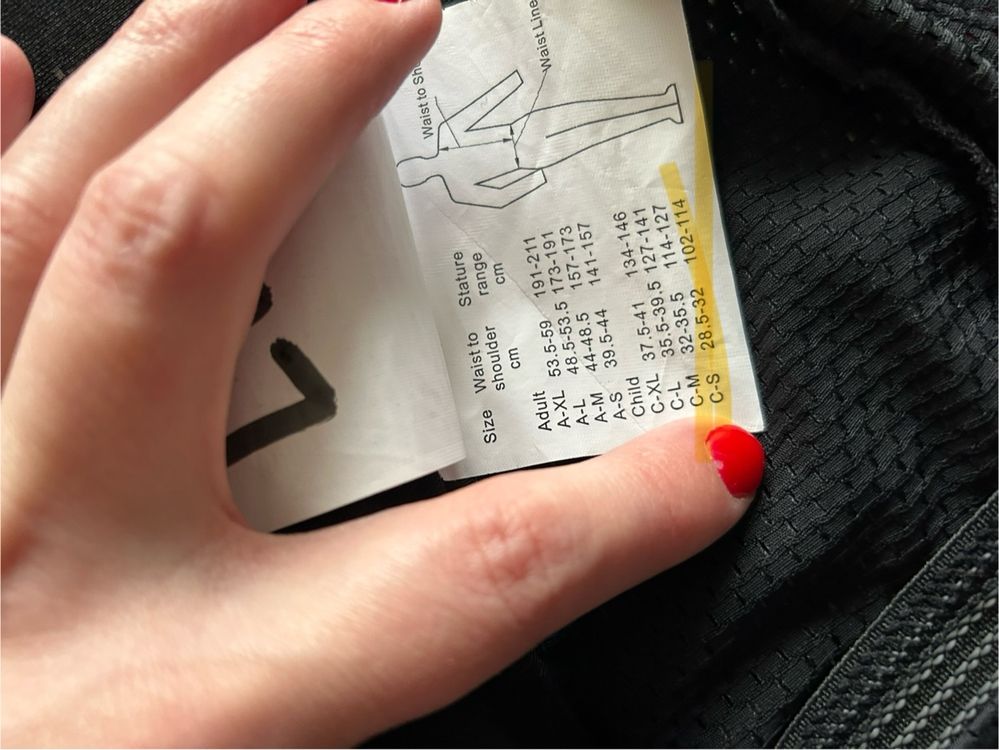 Waist to Sh
Waist Line
Size Waist to shoulder cm Stature range cm
Adult
A-XL 53.5-59 191-211
A-L 48.5-53.5 173-191
A-M 44-48.5 157-173
A-S 39.5-44 141-157
Child
C-XL 37.5-41 134-146
C-L 35.5-39.5 127-141
C-M 32-35.5 114-127
C-S 28.5-32 102-114